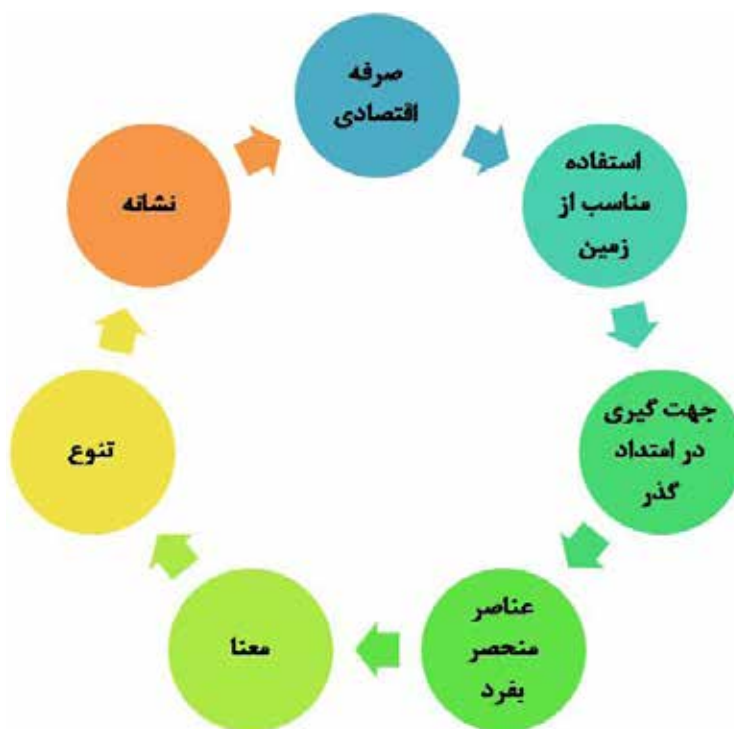 صرفه
اقتصادی
استفاده
مناسب از
زمین
جهت گیری
در امتداد
گذر
عناصر
منحصر
بفرد
معنا
تنوع
نشانه